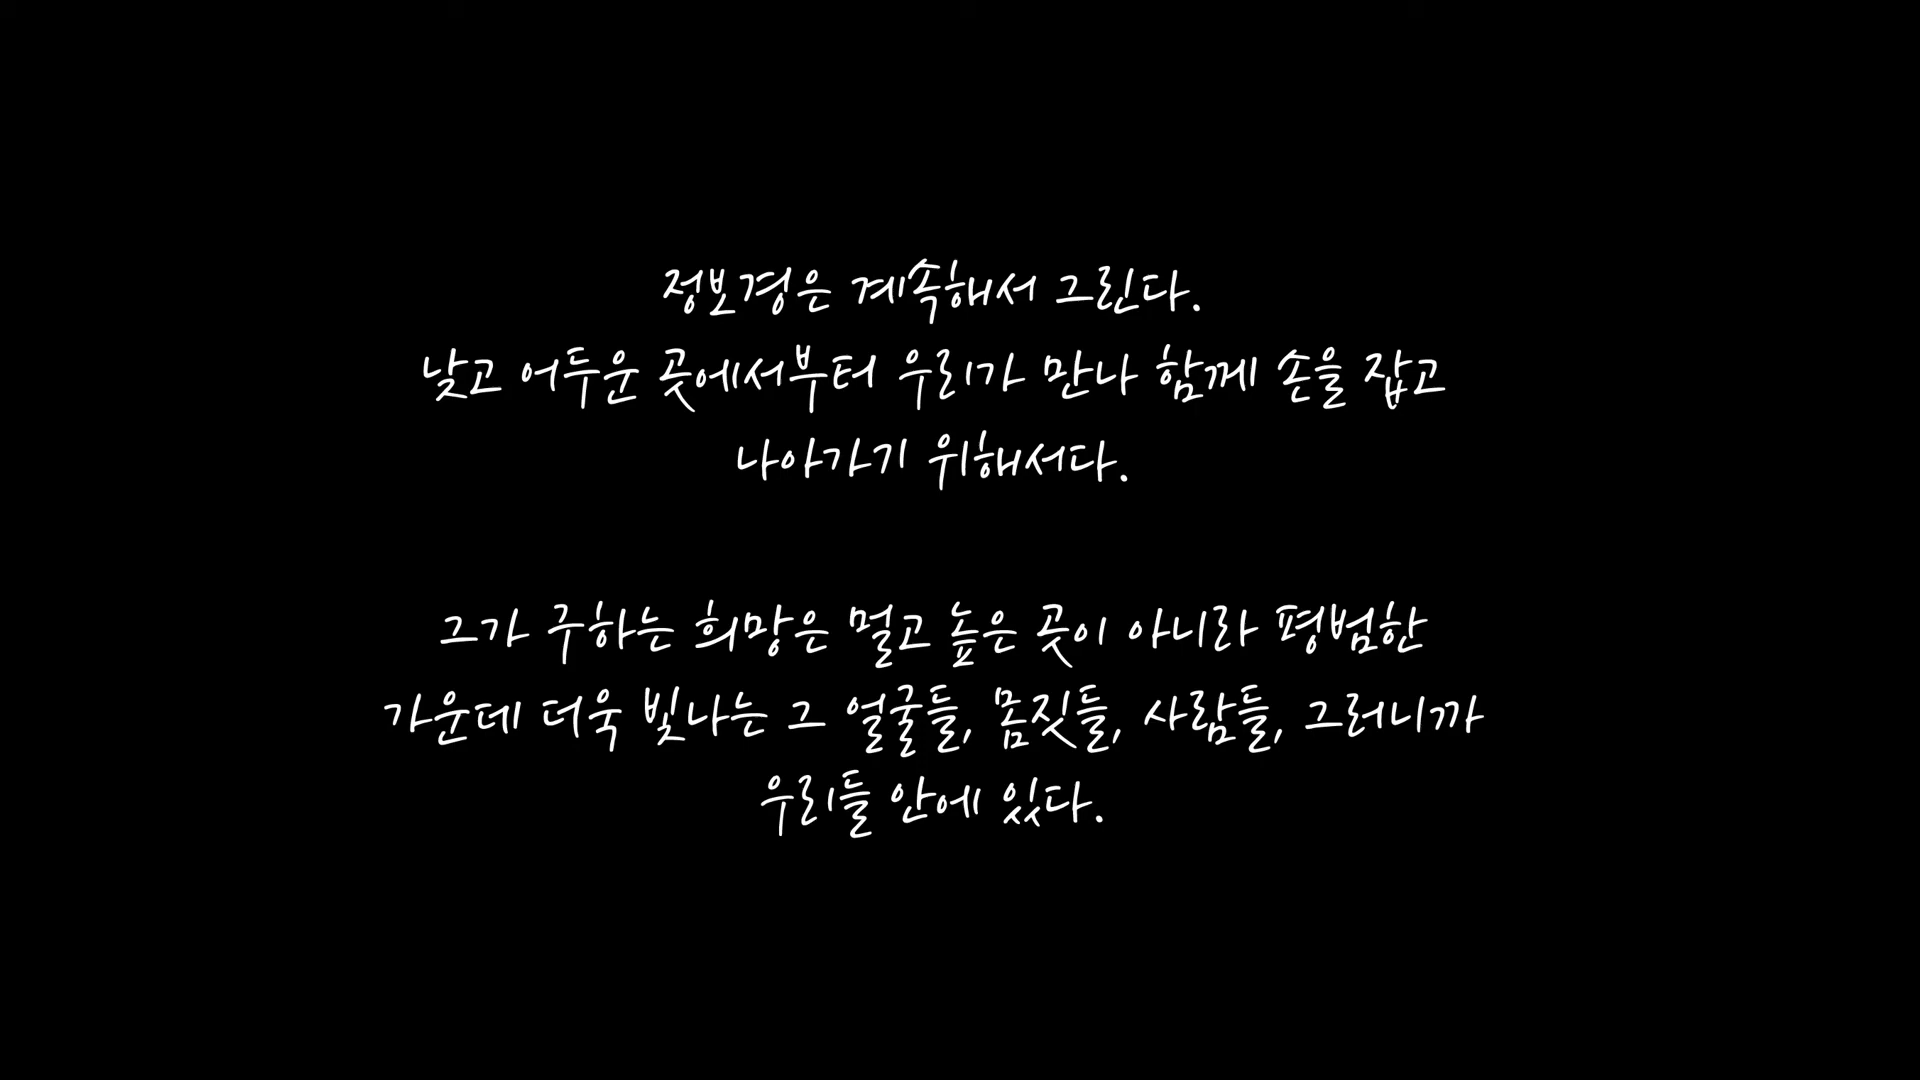 정보경은 계속해서 그린다.
낮고 어두운 곳에서부터 우리가 만나 함께 손을 잡고
나아가기 위해서다.
그가 구하는 희망은 멀고 높은 곳이 아니라 평범한
가운데 더욱 빛나는 그 얼굴들, 몸짓들, 사람들, 그러니까
우리들 안에 있다.